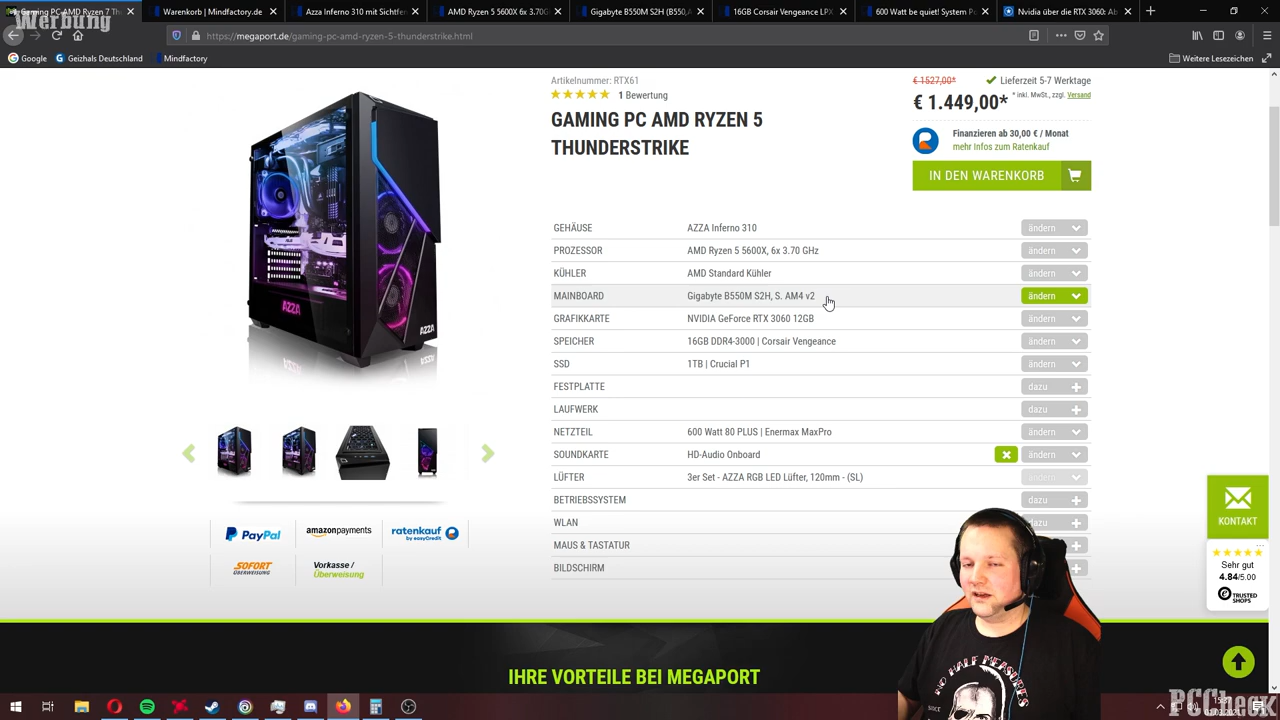 Gaming PC AMD Ryzen 7 Th
Warenkorb | Mindfactory.de
Azza Inferno 310 mit Sichtfen
AMD Ryzen 5 5600X 6x 3.70G
Gigabyte B550M S2H (B550,A
16GB Corsair Vengeance LPX
600 Watt be quiet! System Po
Nvidia über die RTX 3060: Ab
Werbung
https://megaport.de/gaming-pc-amd-ryzen-5-thunderstrike.html
Google
Geizhals Deutschland
Mindfactory
Weitere Lesezeichen
Artikelnummer: RTX61
1 Bewertung
GAMING PC AMD RYZEN 5
THUNDERSTRIKE
€ 1527,00*
Lieferzeit 5-7 Werktage
€ 1.449,00*
* inkl. MwSt., zzgl. Versand
Finanzieren ab 30,00 € / Monat
mehr Infos zum Ratenkauf
IN DEN WARENKORB
GEHÄUSE AZZA Inferno 310 ändern
PROZESSOR AMD Ryzen 5 5600X, 6x 3.70 GHz ändern
KÜHLER AMD Standard Kühler ändern
MAINBOARD Gigabyte B550M S2H, S. AM4 v2 ändern
GRAFIKKARTE NVIDIA GeForce RTX 3060 12GB ändern
SPEICHER 16GB DDR4-3000 | Corsair Vengeance ändern
SSD 1TB | Crucial P1 ändern
FESTPLATTE dazu
LAUFWERK dazu
NETZTEIL 600 Watt 80 PLUS | Enermax MaxPro ändern
SOUNDKARTE HD-Audio Onboard ändern
LÜFTER 3er Set - AZZA RGB LED Lüfter, 120mm - (SL) ändern
BETRIEBSSYSTEM dazu
WLAN dazu
MAUS & TASTATUR
BILDSCHIRM
AZZA
AZZA
PayPal
amazonpayments
ratenkauf
by easyCredit
SOFORT
ÜBERWEISUNG
Vorkasse /
Überweisung
KONTAKT
Sehr gut
4.84/5.00
TRUSTED
SHOPS
IHRE VORTEILE BEI MEGAPORT
HALF MEASURES
PCCheck